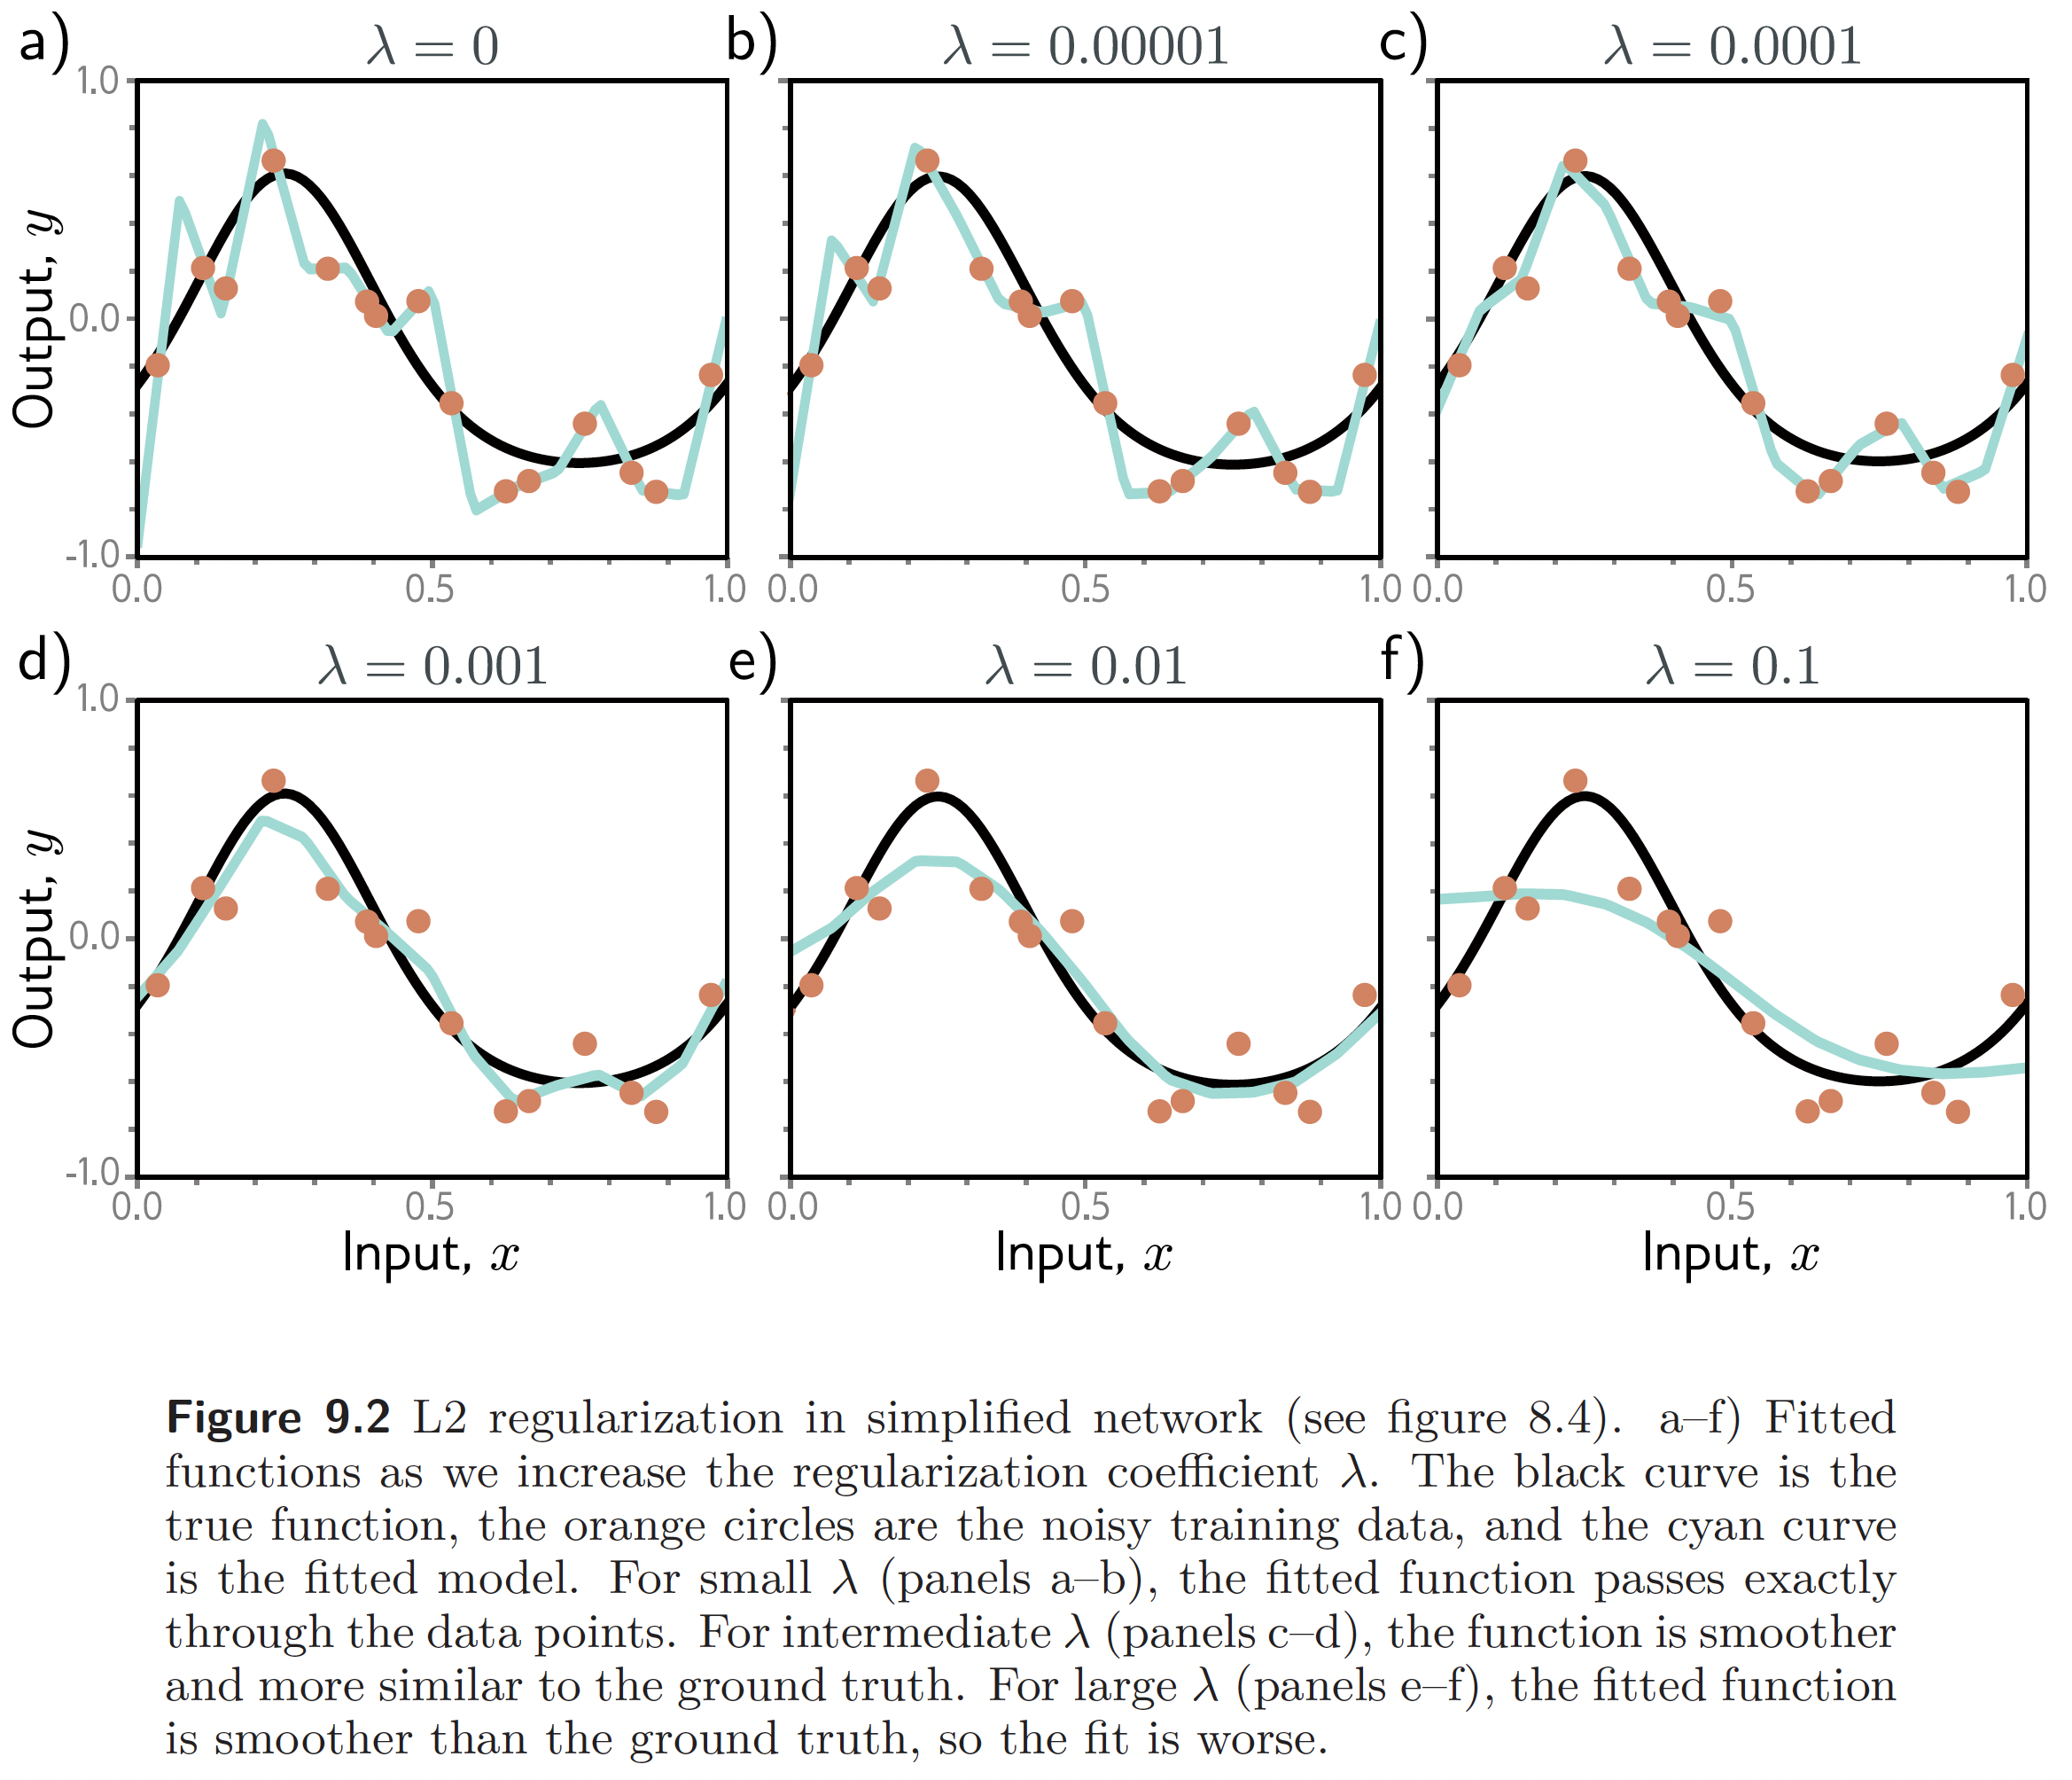 a) λ = 0
b) λ = 0.00001
c) λ = 0.0001
1.0
0.0
-1.0
Output, y
0.0 0.5 1.0
0.0 0.5 1.0
0.0 0.5 1.0
d) λ = 0.001
e) λ = 0.01
f) λ = 0.1
1.0
0.0
-1.0
Output, y
0.0 0.5 1.0
0.0 0.5 1.0
0.0 0.5 1.0
Input, x
Input, x
Input, x
Figure 9.2 L2 regularization in simplified network (see figure 8.4). a–f) Fitted
functions as we increase the regularization coefficient λ. The black curve is the
true function, the orange circles are the noisy training data, and the cyan curve
is the fitted model. For small λ (panels a–b), the fitted function passes exactly
through the data points. For intermediate λ (panels c–d), the function is smoother
and more similar to the ground truth. For large λ (panels e–f), the fitted function
is smoother than the ground truth, so the fit is worse.